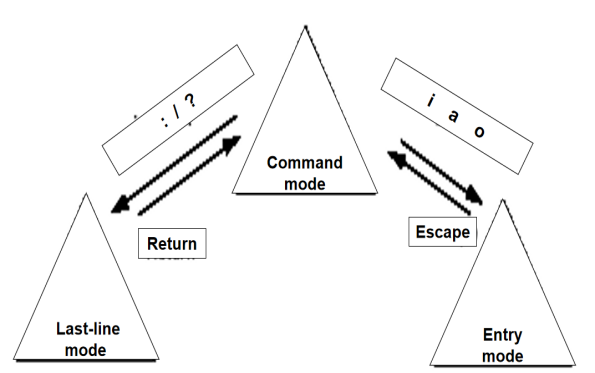 : / ?
i a o
Command
mode
Return
Escape
Last-line
mode
Entry
mode